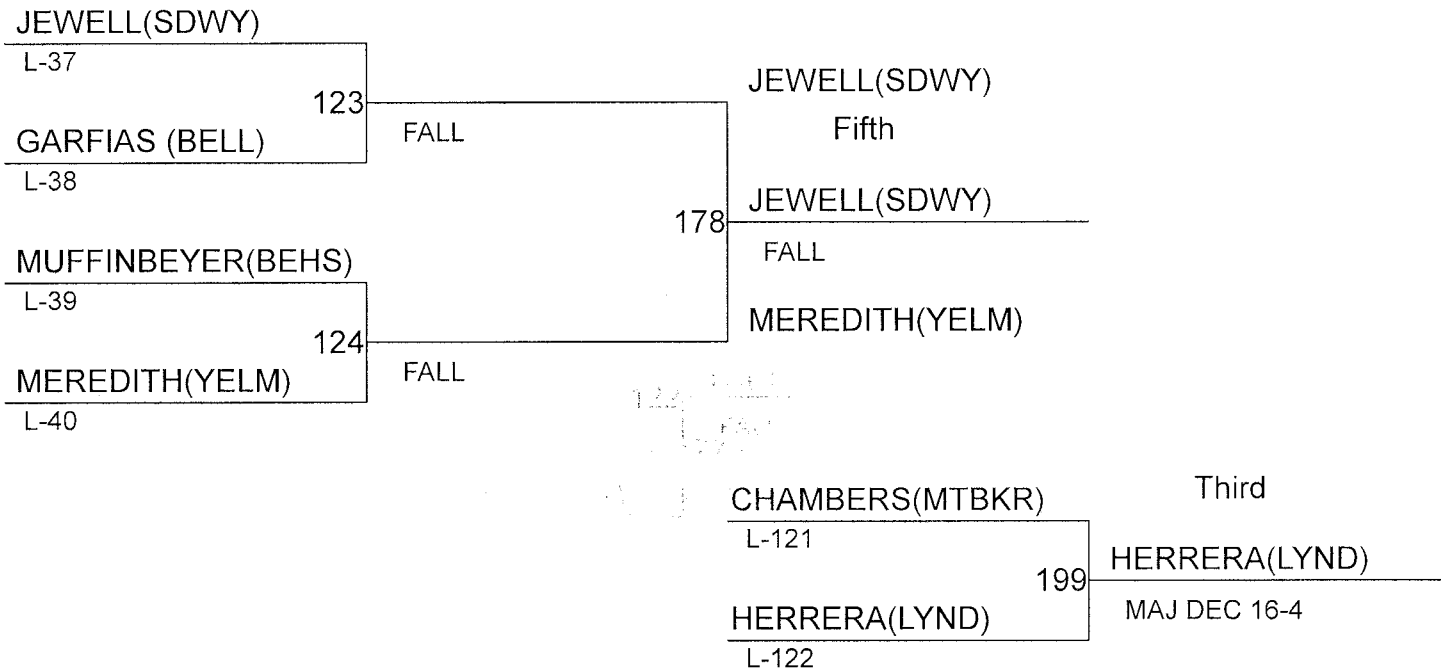 JEWELL(SDWY)
L-37
123
GARFIAS (BELL)
L-38
FALL
MUFFINBEYER(BEHS)
L-39
124
MEREDITH(YELM)
L-40
FALL
JEWELL(SDWY)
Fifth
178
JEWELL(SDWY)
FALL
MEREDITH(YELM)
CHAMBERS(MTBKR)
L-121
199
HERRERA(LYND)
L-122
Third
HERRERA(LYND)
MAJ DEC 16-4